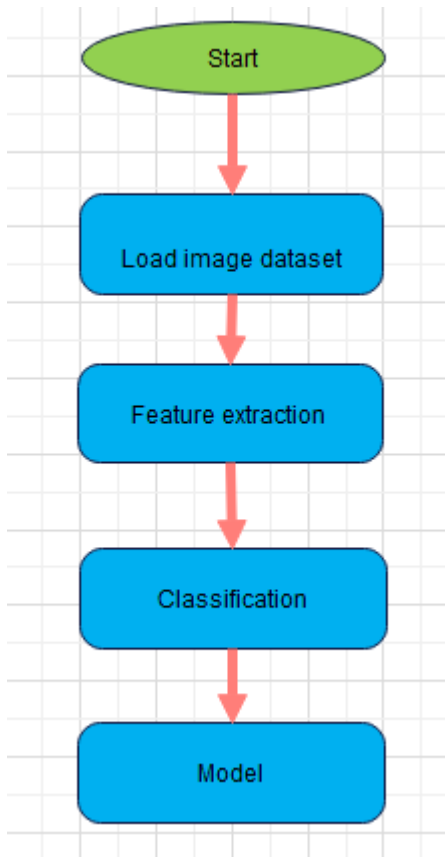 Start
Load image dataset
Feature extraction
Classification
Model